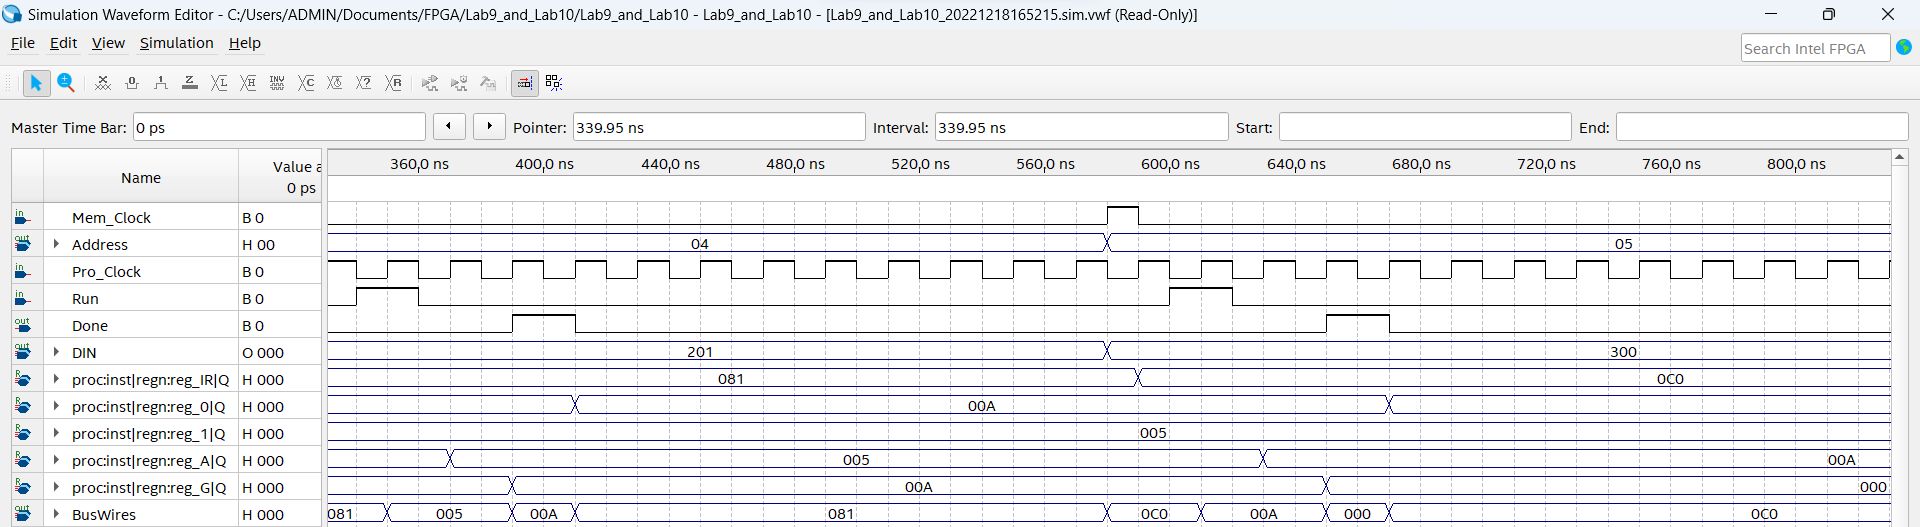 Simulation Waveform Editor - C:/Users/ADMIN/Documents/FPGA/Lab9_and_Lab10/Lab9_and_Lab10 - Lab9_and_Lab10 - [Lab9_and_Lab10_20221218165215.sim.vwf (Read-Only)]
File Edit View Simulation Help Search Intel FPGA
Master Time Bar: 0 ps Pointer: 339.95 ns Interval: 339.95 ns Start: End:
Name Value a 0 ps 360,0 ns 400,0 ns 440,0 ns 480,0 ns 520,0 ns 560,0 ns 600,0 ns 640,0 ns 680,0 ns 720,0 ns 760,0 ns 800,0 ns
in Mem_Clock B 0
out Address H 00 04 05
in Pro_Clock B 0
in Run B 0
out Done B 0
out DIN O 000 201 300
R proc:inst|regn:reg_IR|Q H 000 081 0C0
R proc:inst|regn:reg_0|Q H 000 00A
R proc:inst|regn:reg_1|Q H 000 005
R proc:inst|regn:reg_A|Q H 000 005 00A
R proc:inst|regn:reg_G|Q H 000 00A 000
out BusWires H 000 081 005 00A 081 0C0 00A 000 0C0